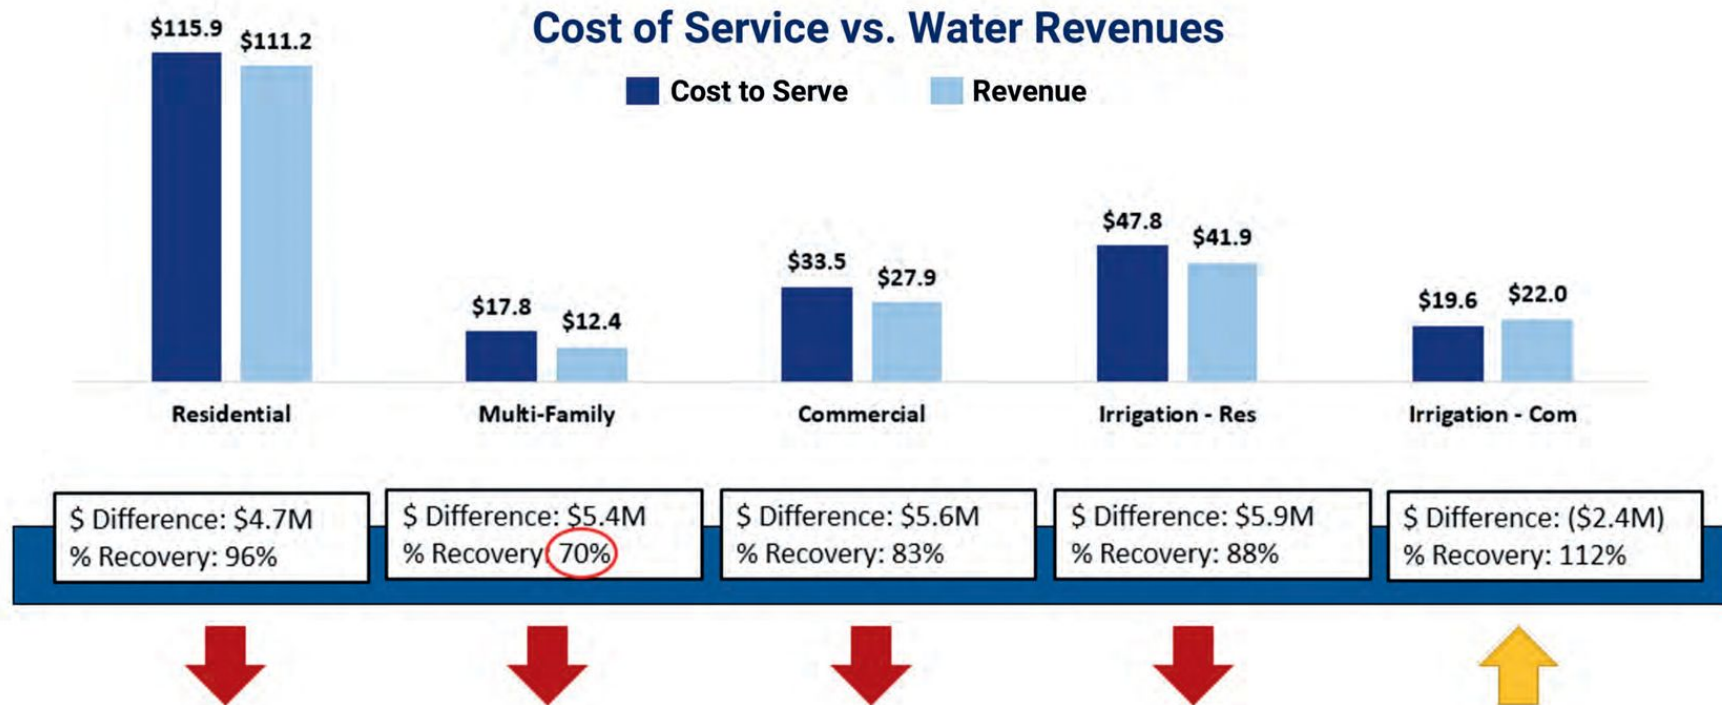 Cost of Service vs. Water Revenues
Cost to Serve
Revenue
$115.9
$111.2
$17.8
$12.4
$33.5
$27.9
$47.8
$41.9
$19.6
$22.0
Residential
Multi-Family
Commercial
Irrigation - Res
Irrigation - Com
$ Difference: $4.7M
% Recovery: 96%
$ Difference: $5.4M
% Recovery: 70%
$ Difference: $5.6M
% Recovery: 83%
$ Difference: $5.9M
% Recovery: 88%
$ Difference: ($2.4M)
% Recovery: 112%